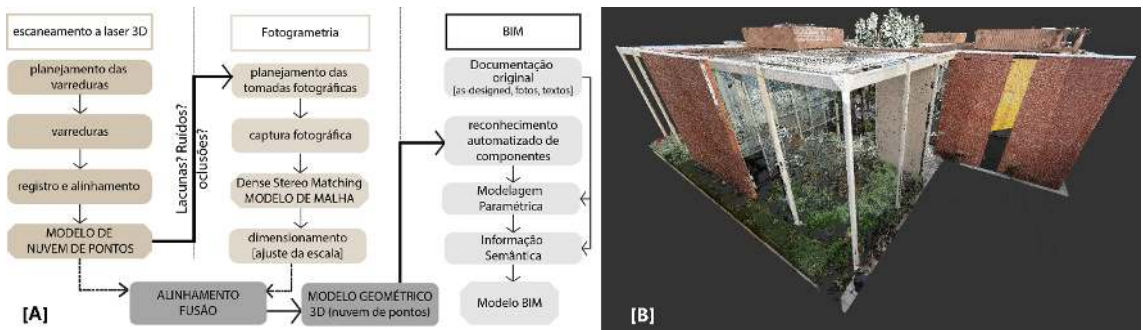 escaneamento a laser 3D
planejamento das
varreduras
varreduras
registro e alinhamento
MODELO DE
NUVEM DE PONTOS
Lacunas? Ruídos?
oclusões?
Fotogrametria
planejamento das
tomadas fotográficas
captura fotográfica
Dense Stereo Matching
MODELO DE MALHA
dimensionamento
[ajuste da escala]
ALINHAMENTO
FUSÃO
MODELO GEOMÉTRICO
3D (nuvem de pontos)
BIM
Documentação
original
[as-designed, fotos, textos]
reconhecimento
automatizado de
componentes
Modelagem
Paramétrica
Informação
Semântica
Modelo BIM
[A]
[B]